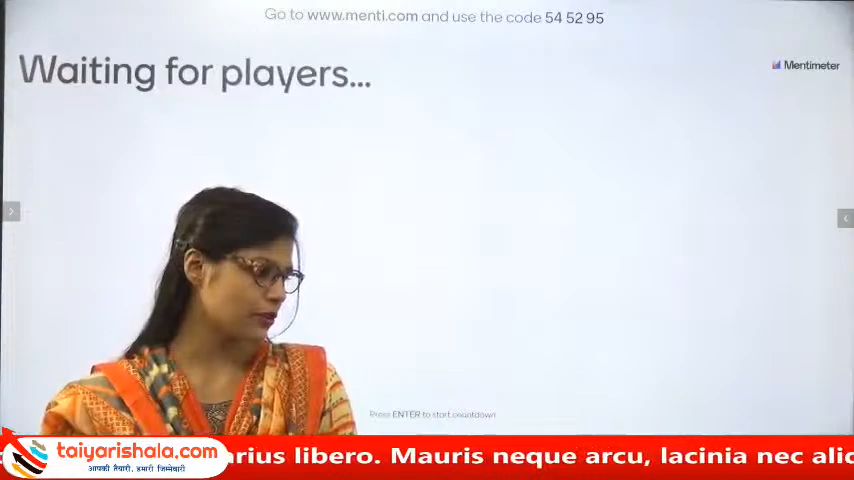 Go to www.menti.com and use the code 54 52 95
Waiting for players...
Mentimeter
Press ENTER to start countdown
taiyarishala.com
आपकी तैयारी, हमारी जिम्मेवारी
arius libero. Mauris neque arcu, lacinia nec alic